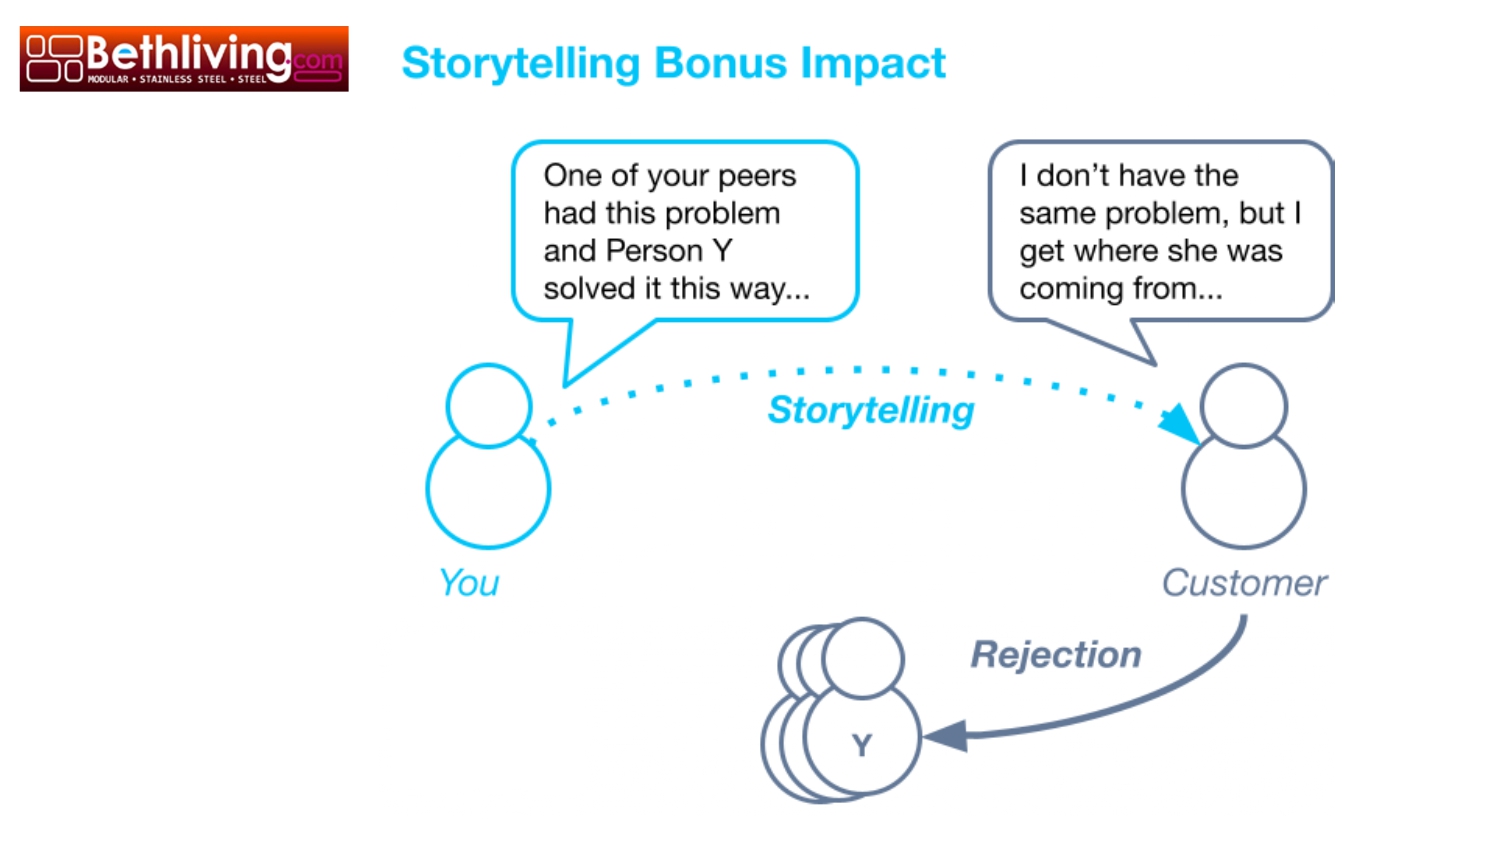 Bethliving.com
MODULAR • STAINLESS STEEL • STEEL
Storytelling Bonus Impact
One of your peers
had this problem
and Person Y
solved it this way...
I don’t have the
same problem, but I
get where she was
coming from...
Storytelling
You
Customer
Rejection
Y